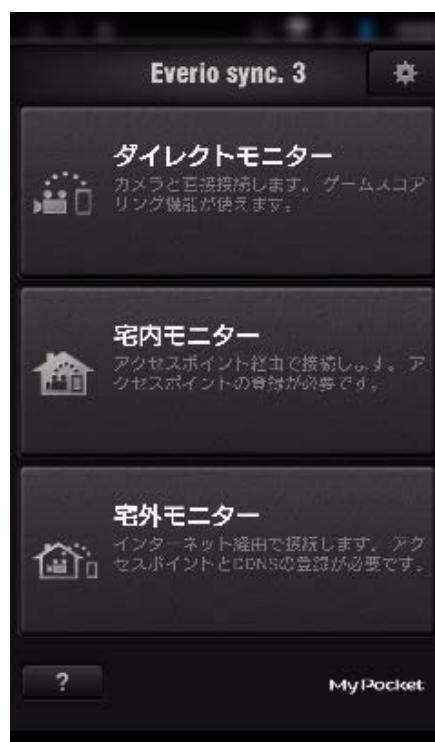 Everio sync. 3
ダイレクトモニター
カメラと直接接続します。 ゲームスコア
リング機能が使えます。
宅内モニター
アクセスポイント経由で接続します。 ア
クセスポイントの登録が必要です。
宅外モニター
インターネット経由で接続します。 アク
セスポイントとDDNSの登録が必要です。
?
My Pocket